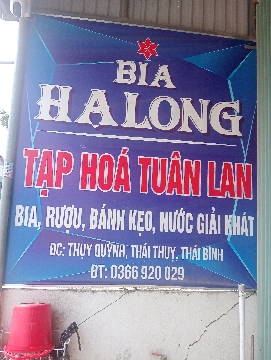 BIA
HALONG
TẠP HOÁ TUÂN LAN
BIA, RƯỢU, BÁNH KẸO, NƯỚC GIẢI KHÁT
ĐC: THỤY QUỲNH, THÁI THUỴ, THÁI BÌNH
ĐT: 0366 920 029